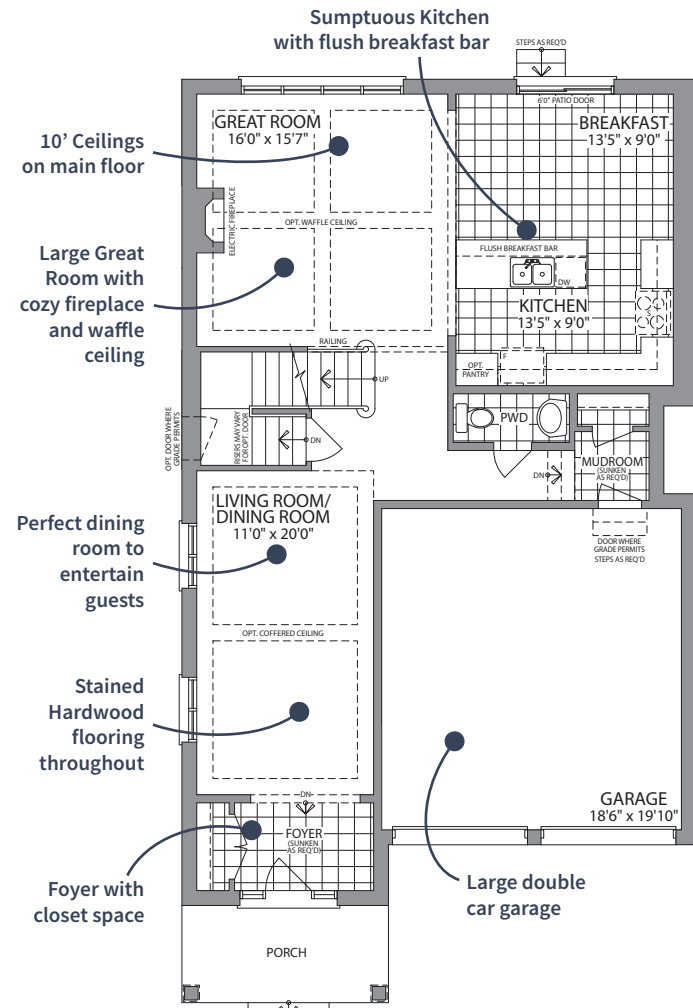 Sumptuous Kitchen
with flush breakfast bar
STEPS AS REQ'D
6'0" PATIO DOOR
GREAT ROOM
16'0" x 15'7"
BREAKFAST
13'5" x 9'0"
10’ Ceilings
on main floor
ELECTRIC FIREPLACE
OPT. WAFFLE CEILING
FLUSH BREAKFAST BAR
DW
Large Great
Room with
cozy fireplace
and waffle
ceiling
KITCHEN
13'5" x 9'0"
S
RAILING
F
OPT.
PANTRY
UP
PWD
OPT. DOOR WHERE
GRADE PERMITS
RISERS MAY VARY
FOR OPT. DOOR
DN
DN
MUDROOM
(SUNKEN
AS REQ'D)
LIVING ROOM/
DINING ROOM
11'0" x 20'0"
Perfect dining
room to
entertain
guests
DOOR WHERE
GRADE PERMITS
STEPS AS REQ'D
OPT. COFFERED CEILING
Stained
Hardwood
flooring
throughout
DN
GARAGE
18'6" x 19'10"
FOYER
(SUNKEN
AS REQ'D)
Foyer with
closet space
Large double
car garage
PORCH